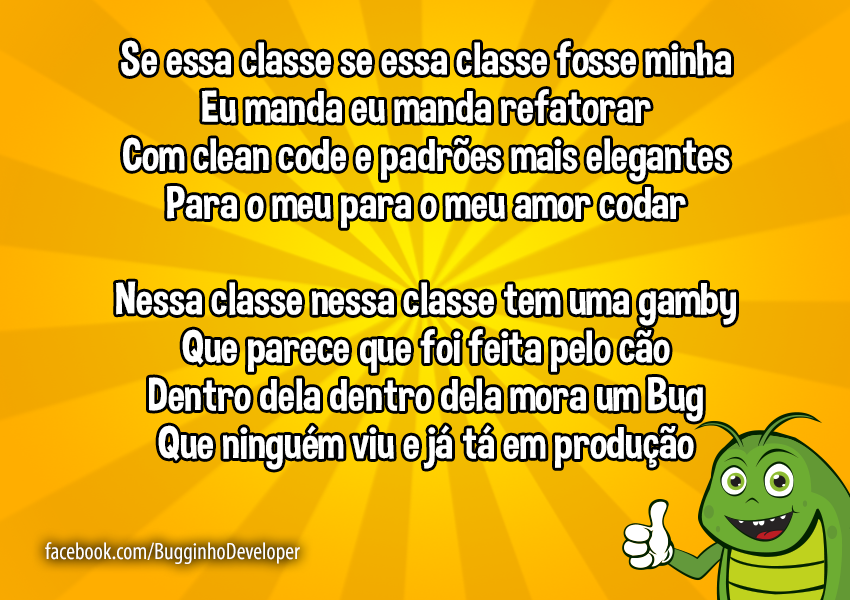 Se essa classe se essa classe fosse minha
Eu manda eu manda refatorar
Com clean code e padrões mais elegantes
Para o meu para o meu amor codar
Nessa classe nessa classe tem uma gamby
Que parece que foi feita pelo cão
Dentro dela dentro dela mora um Bug
Que ninguém viu e já tá em produção
facebook.com/BugginhoDeveloper